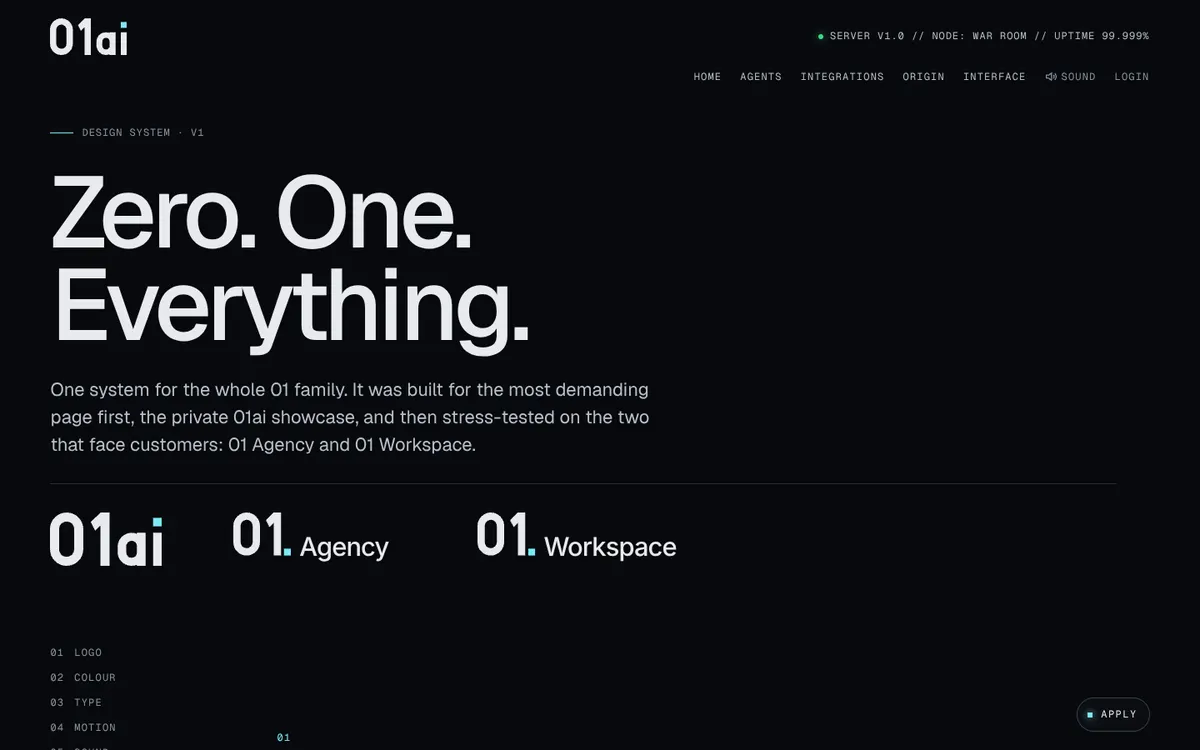 01ai
SERVER V1.0 // NODE: WAR ROOM // UPTIME 99.999%
HOME AGENTS INTEGRATIONS ORIGIN INTERFACE SOUND LOGIN
DESIGN SYSTEM · V1
Zero. One.
Everything.
One system for the whole 01 family. It was built for the most demanding
page first, the private 01ai showcase, and then stress-tested on the two
that face customers: 01 Agency and 01 Workspace.
01ai 01. Agency 01. Workspace
01 LOGO
02 COLOUR
03 TYPE
04 MOTION
01
APPLY